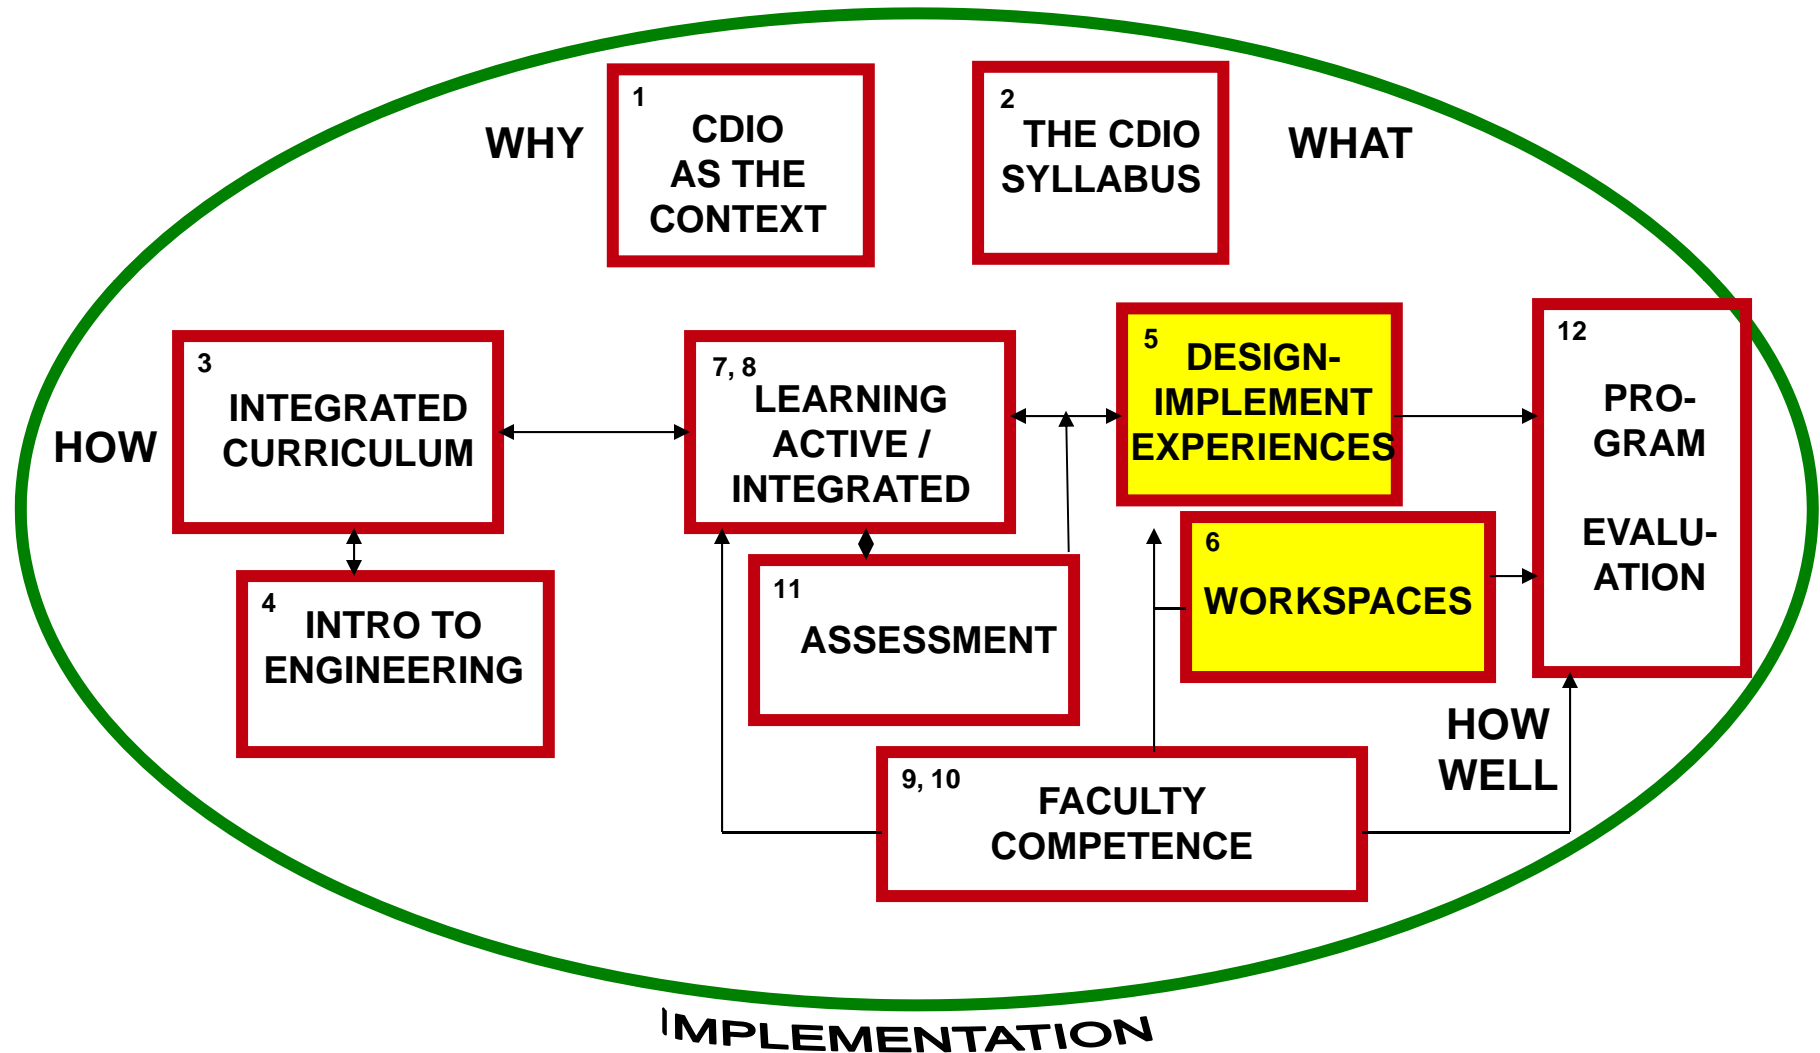 WHY
1
CDIO
AS THE
CONTEXT
2
THE CDIO
SYLLABUS
WHAT
HOW
3
INTEGRATED
CURRICULUM
7, 8
LEARNING
ACTIVE /
INTEGRATED
5
DESIGN-
IMPLEMENT
EXPERIENCES
12
PRO-
GRAM
EVALU-
ATION
4
INTRO TO
ENGINEERING
11
ASSESSMENT
6
WORKSPACES
9, 10
FACULTY
COMPETENCE
HOW
WELL
IMPLEMENTATION